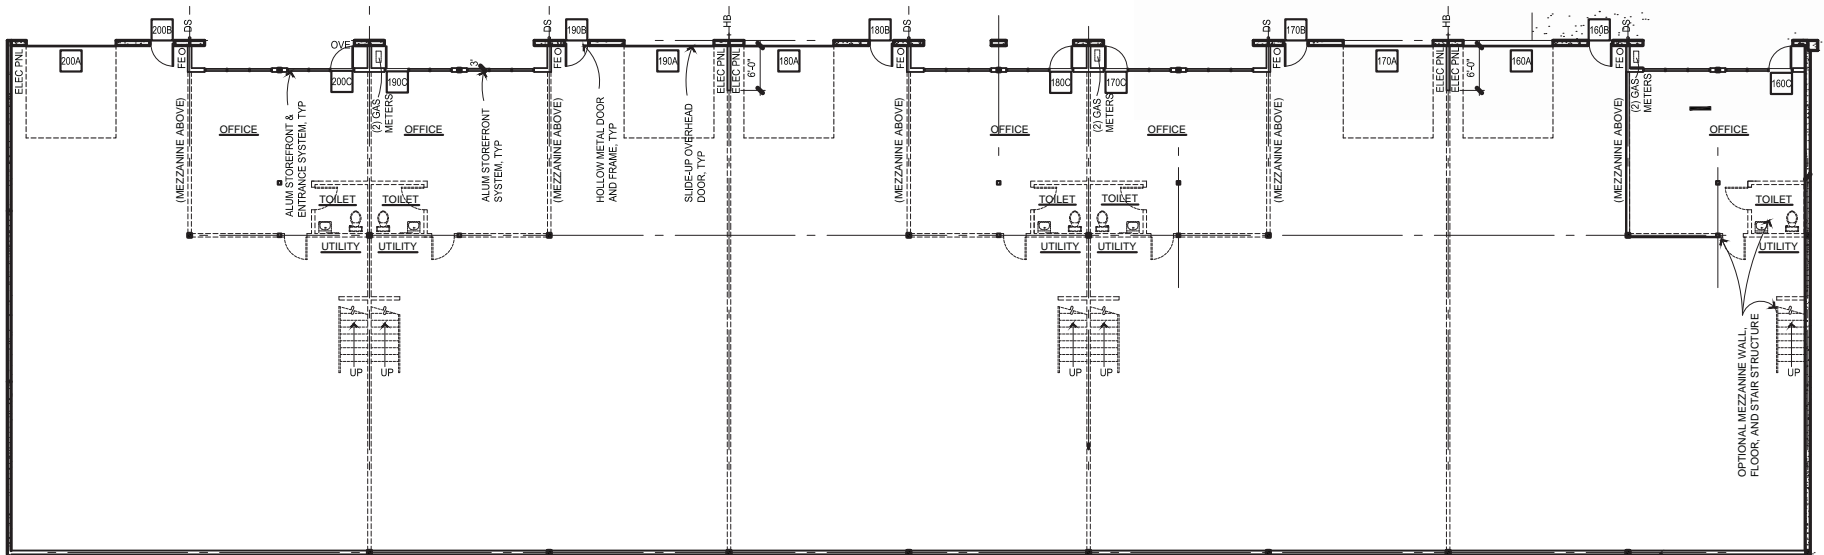 200B
DS
DS
190B
HB
180B
DS
DS
170B
HB
160B
DS
ELEC PNL
200A
FE
OVE
200C
190C
3'
FE
190A
ELEC PNL
ELEC PNL
6'-0"
180A
FE
180C
170C
FE
170A
ELEC PNL
ELEC PNL
6'-0"
160A
FE
160C
(MEZZANINE ABOVE)
OFFICE
ALUM STOREFRONT &
ENTRANCE SYSTEM, TYP
(2) GAS
METERS
OFFICE
ALUM STOREFRONT
SYSTEM, TYP
(MEZZANINE ABOVE)
HOLLOW METAL DOOR
AND FRAME, TYP
SLIDE-UP OVERHEAD
DOOR, TYP
(MEZZANINE ABOVE)
OFFICE
(2) GAS
METERS
OFFICE
(MEZZANINE ABOVE)
(MEZZANINE ABOVE)
(2) GAS
METERS
OFFICE
TOILET
TOILET
TOILET
TOILET
TOILET
UTILITY
UTILITY
UTILITY
UTILITY
UTILITY
UP
UP
UP
UP
UP
OPTIONAL MEZZANINE WALL,
FLOOR, AND STAIR STRUCTURE